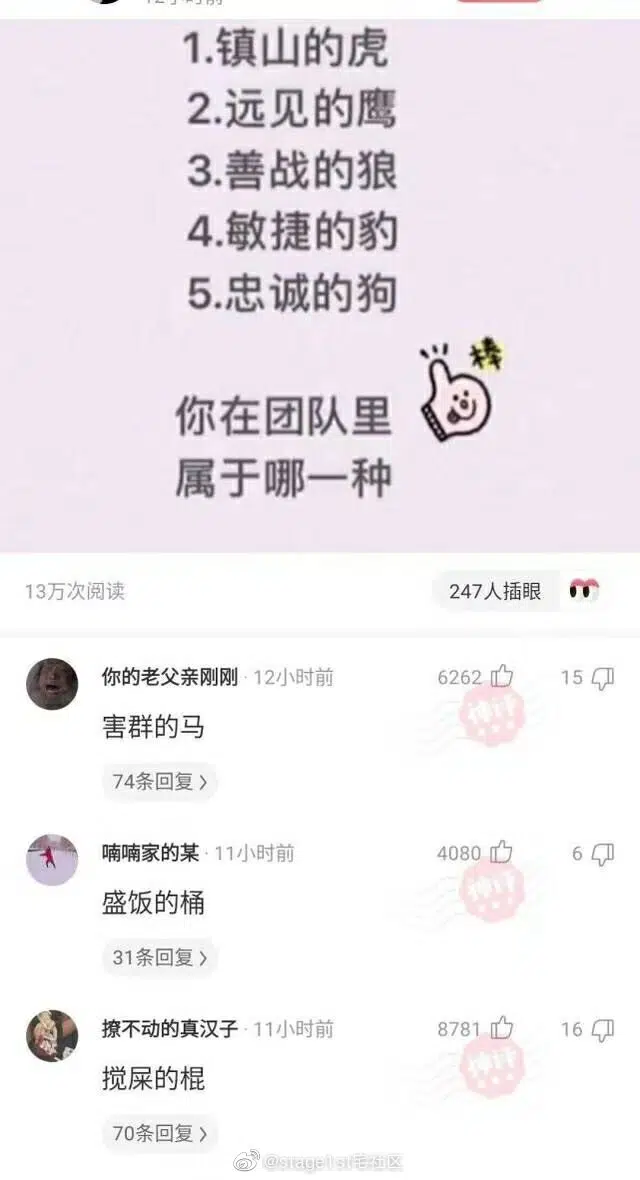 12小时前
1.镇山的虎
2.远见的鹰
3.善战的狼
4.敏捷的豹
5.忠诚的狗
棒
你在团队里
属于哪一种
13万次阅读
247人插眼
你的老父亲刚刚 · 12小时前
6262
15
神评
害群的马
74条回复 >
喃喃家的某 · 11小时前
4080
6
神评
盛饭的桶
31条回复 >
撩不动的真汉子 · 11小时前
8781
16
神评
搅屎的棍
70条回复 >
@stage1st毛社区